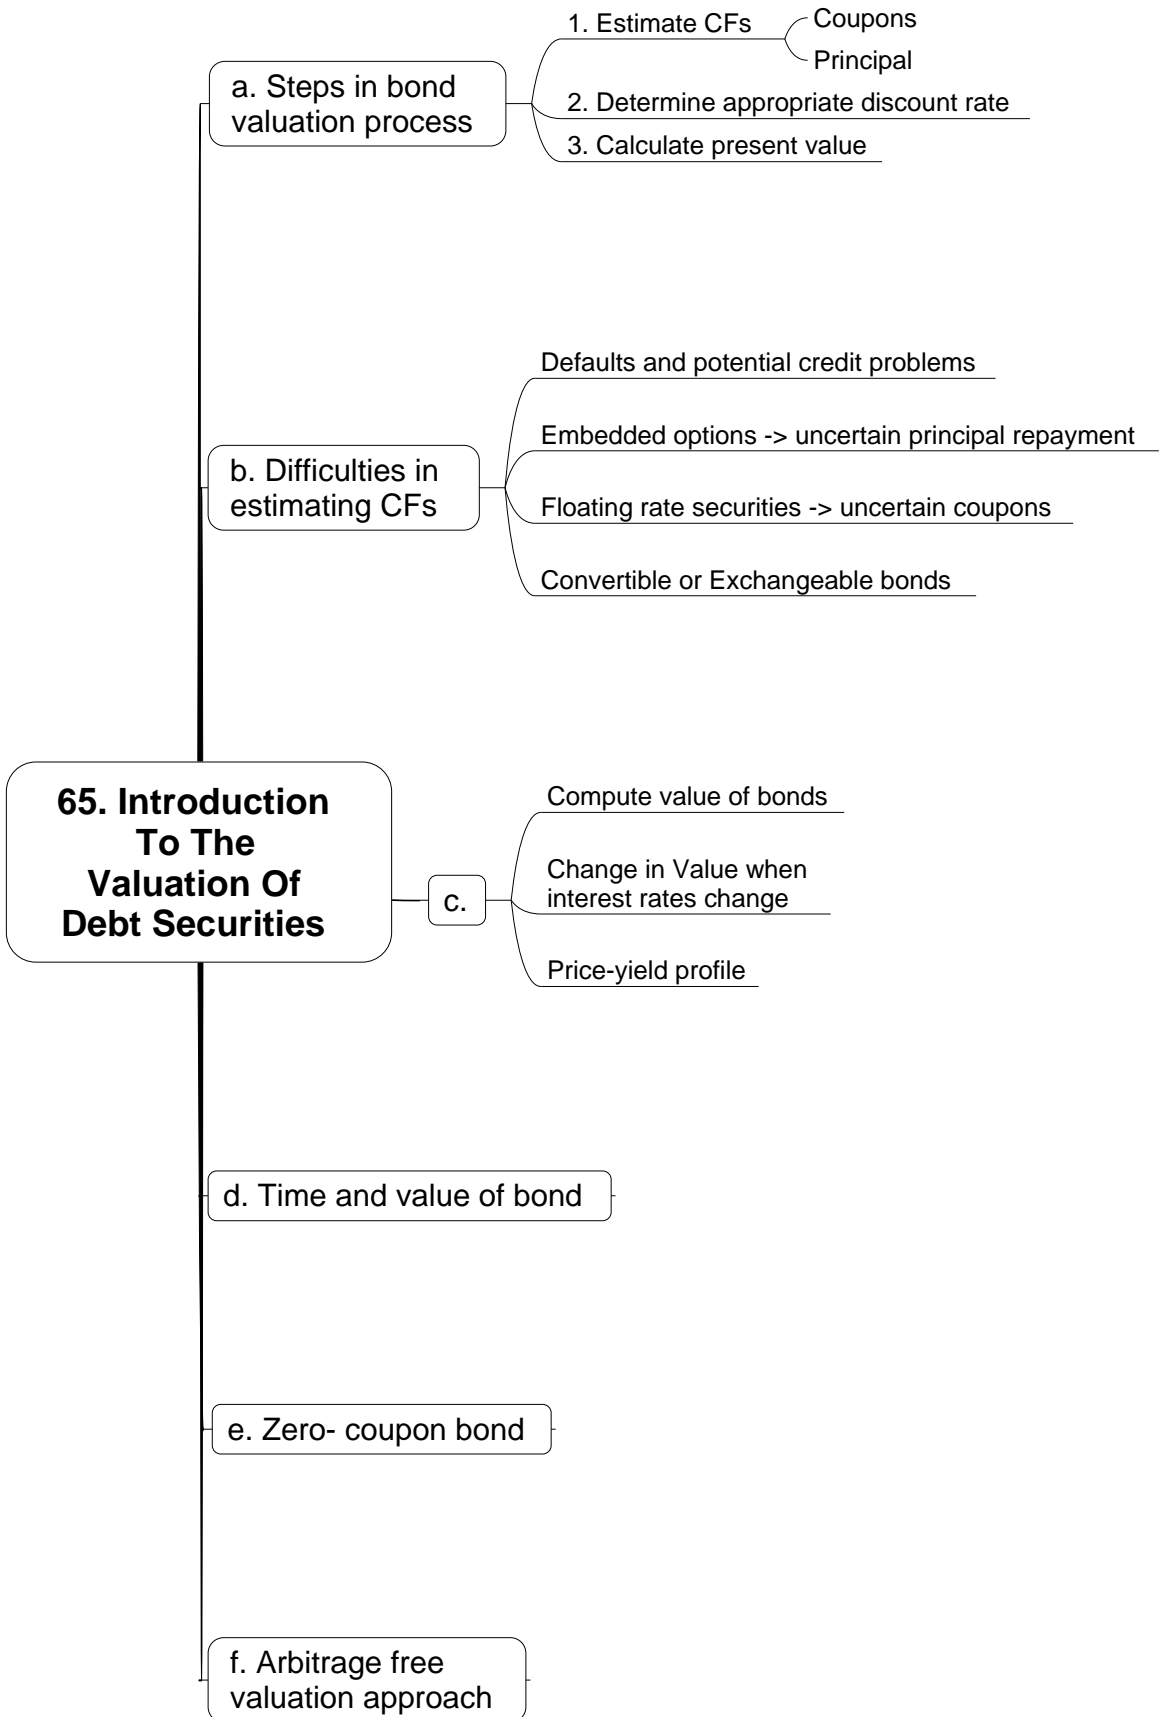 65. Introduction
To The
Valuation Of
Debt Securities
a. Steps in bond
valuation process
1. Estimate CFs
Coupons
Principal
2. Determine appropriate discount rate
3. Calculate present value
b. Difficulties in
estimating CFs
Defaults and potential credit problems
Embedded options -> uncertain principal repayment
Floating rate securities -> uncertain coupons
Convertible or Exchangeable bonds
c.
Compute value of bonds
Change in Value when
interest rates change
Price-yield profile
d. Time and value of bond
e. Zero- coupon bond
f. Arbitrage free
valuation approach